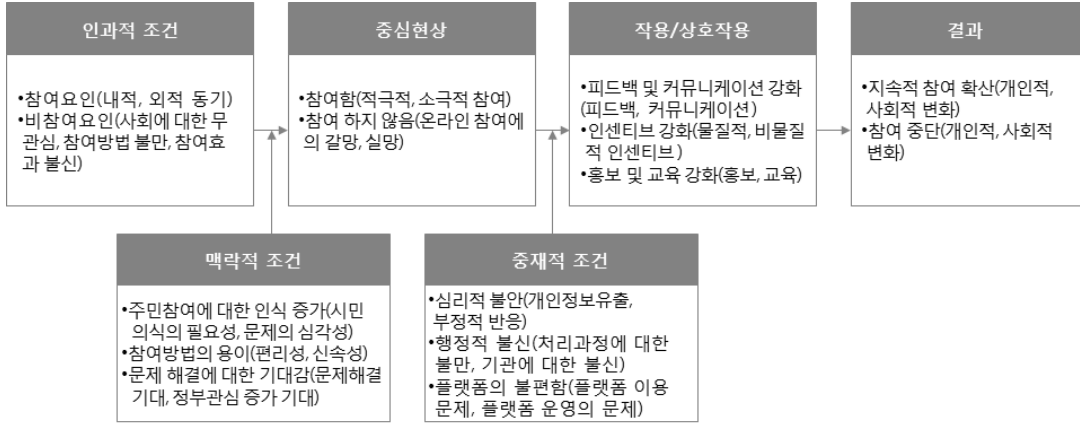 인과적 조건
•참여요인(내적, 외적 동기)
•비참여요인(사회에 대한 무
관심, 참여방법 불만, 참여효
과 불신)
중심현상
•참여함(적극적, 소극적 참여)
•참여 하지 않음(온라인 참여에
의 갈망, 실망)
작용/상호작용
•피드백 및 커뮤니케이션 강화
(피드백, 커뮤니케이션)
•인센티브 강화(물질적, 비물질
적 인센티브)
•홍보 및 교육 강화(홍보, 교육)
결과
•지속적 참여 확산(개인적,
사회적 변화)
•참여 중단(개인적, 사회적
변화)
맥락적 조건
•주민참여에 대한 인식 증가(시민
의식의 필요성, 문제의 심각성)
•참여방법의 용이(편리성, 신속성)
•문제 해결에 대한 기대감(문제해결
기대, 정부관심 증가 기대)
중재적 조건
•심리적 불안(개인정보유출,
부정적 반응)
•행정적 불신(처리과정에 대한
불만, 기관에 대한 불신)
•플랫폼의 불편함(플랫폼 이용
문제, 플랫폼 운영의 문제)